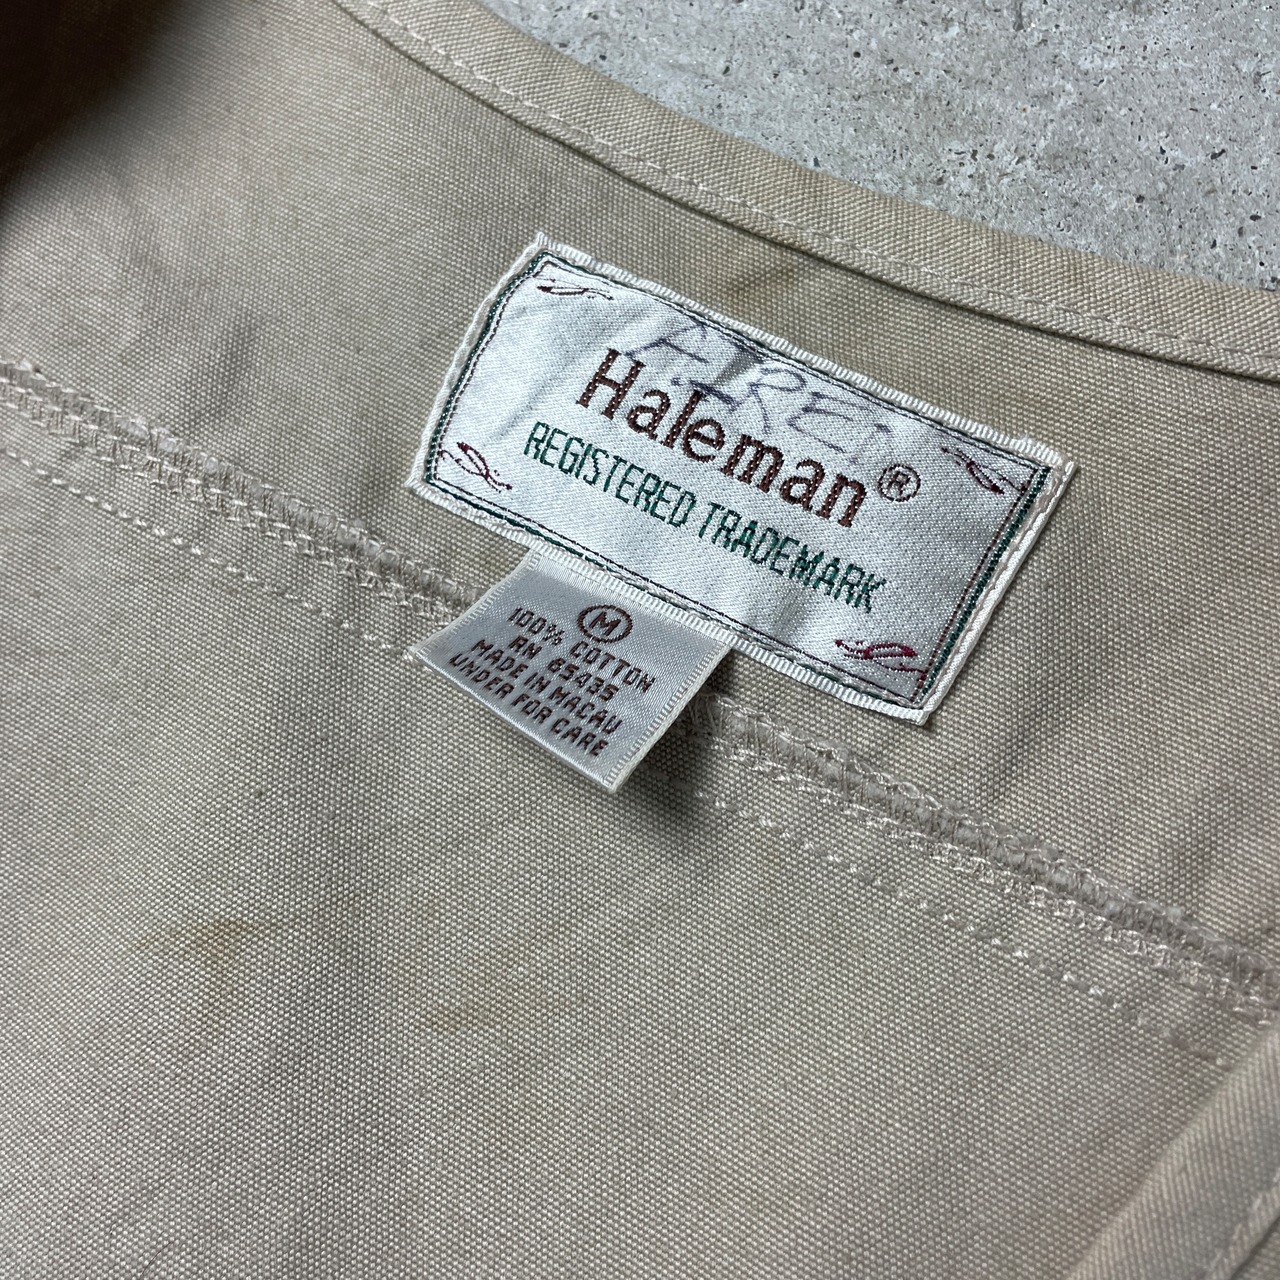 Haleman®
REGISTERED TRADEMARK
M
100% COTTON
RN 65435
MADE IN MACAU
UNDER FOR CARE